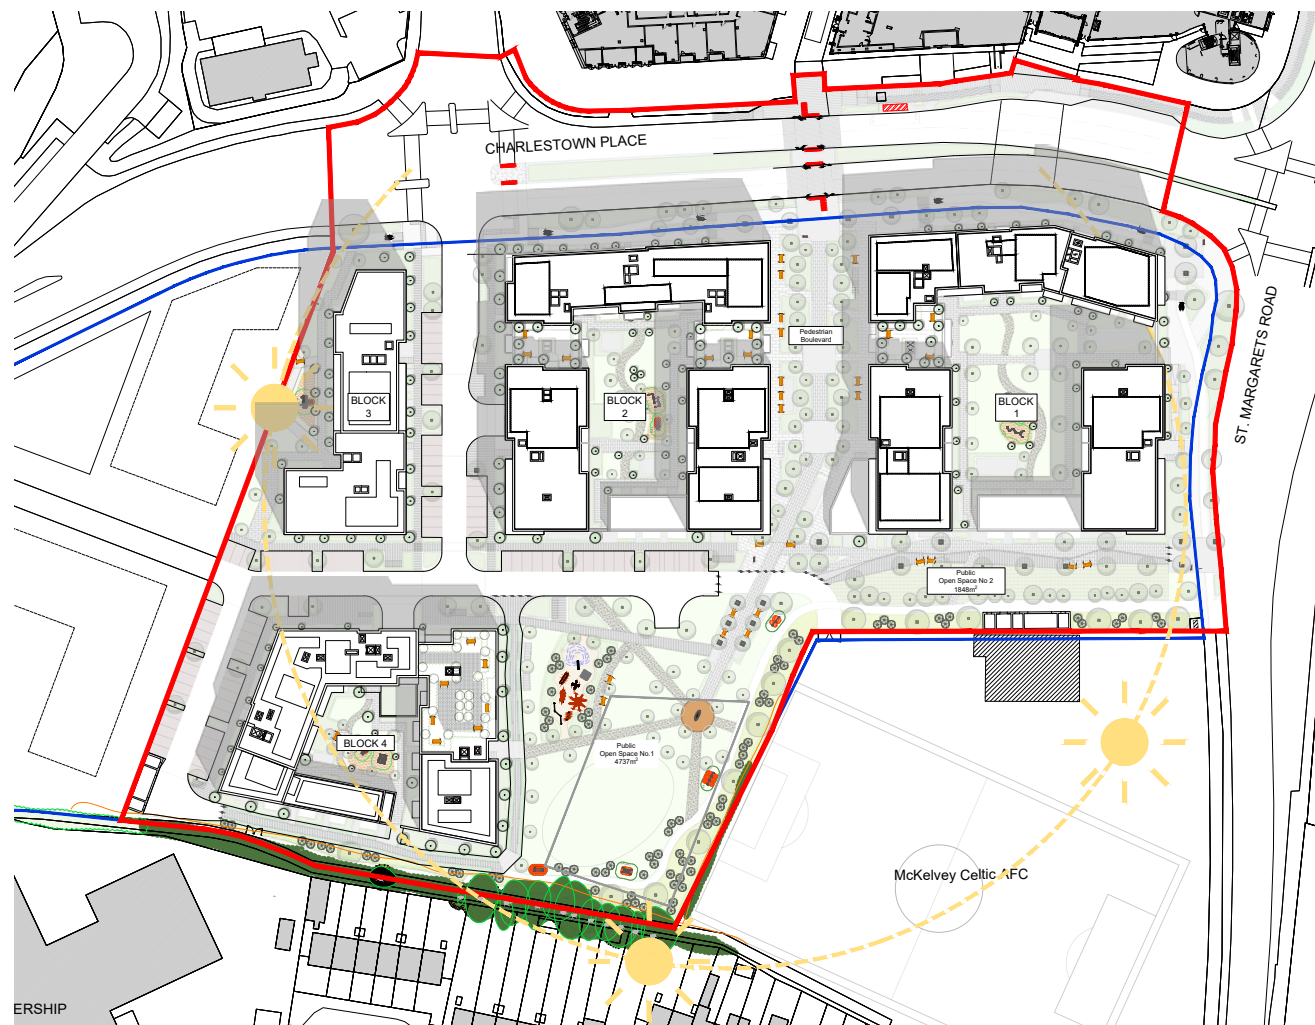 CHARLESTOWN PLACE
ST. MARGARETS ROAD
Pedestrian
Boulevard
BLOCK
3
BLOCK
2
BLOCK
1
Public
Open Space No 2
1848m²
BLOCK 4
Public
Open Space No.1
4737m²
McKelvey Celtic AFC
ERSHIP